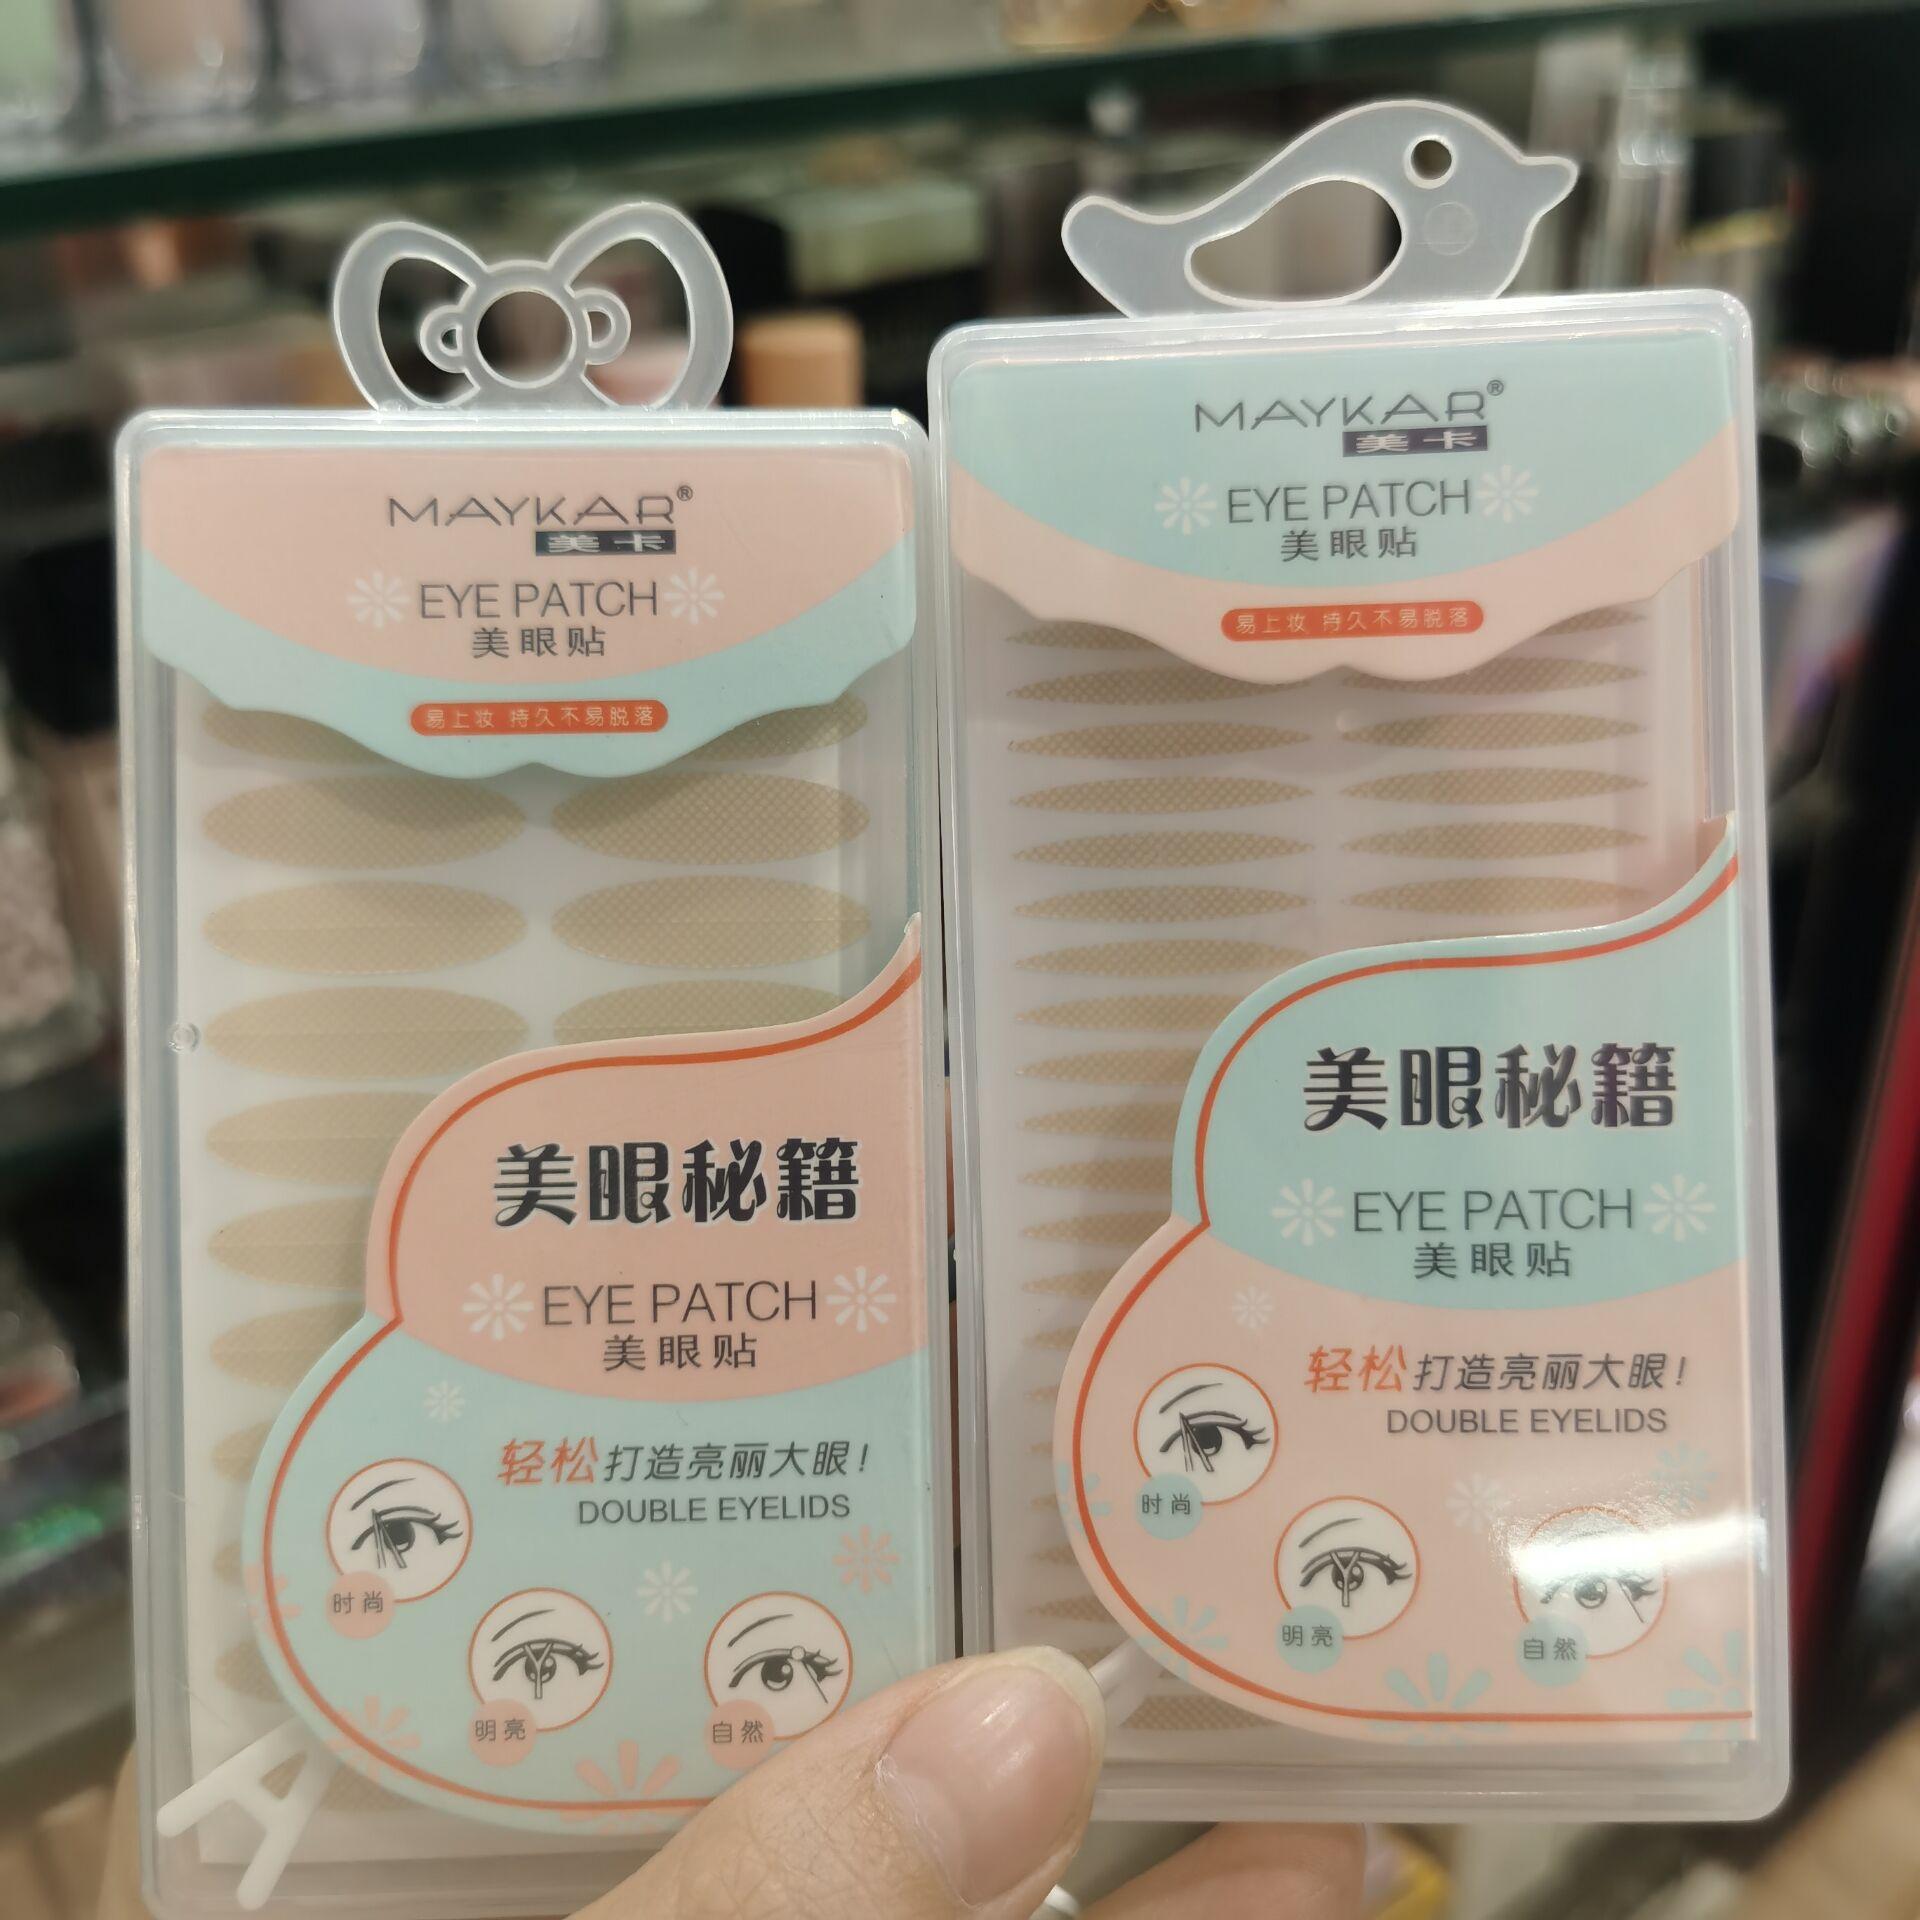 MAYKAR®
美卡
EYE PATCH
美眼贴
易上妆 持久不易脱落
美眼秘籍
EYE PATCH
美眼贴
轻松打造亮丽大眼!
DOUBLE EYELIDS
时尚
明亮
自然
MAYKAR®
美卡
EYE PATCH
美眼贴
易上妆 持久不易脱落
美眼秘籍
EYE PATCH
美眼贴
轻松打造亮丽大眼!
DOUBLE EYELIDS
时尚
明亮
自然